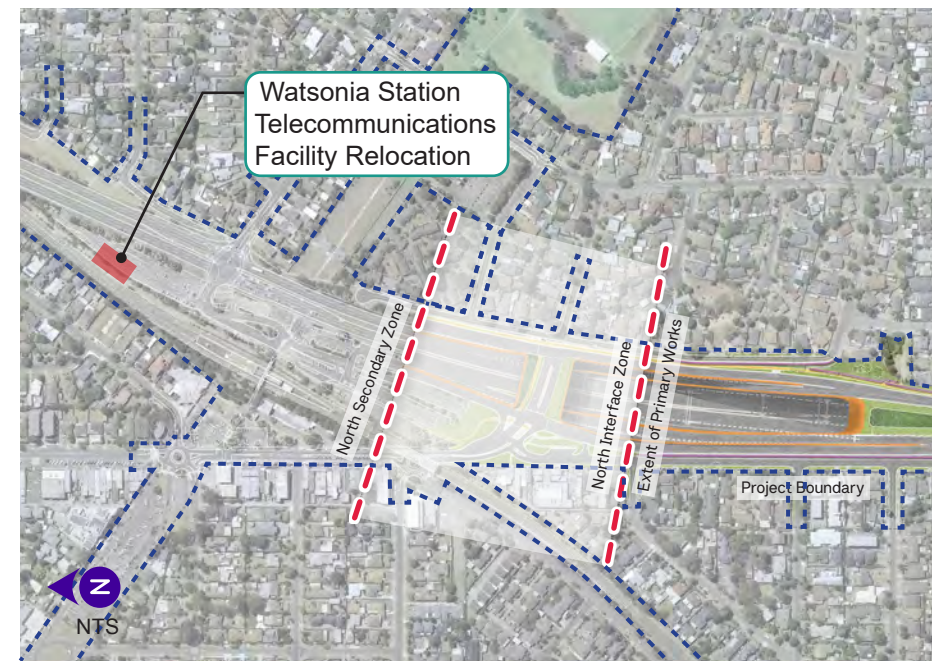 Watsonia Station
Telecommunications
Facility Relocation
North Secondary Zone
North Interface Zone
Extent of Primary Works
Project Boundary
Z
NTS